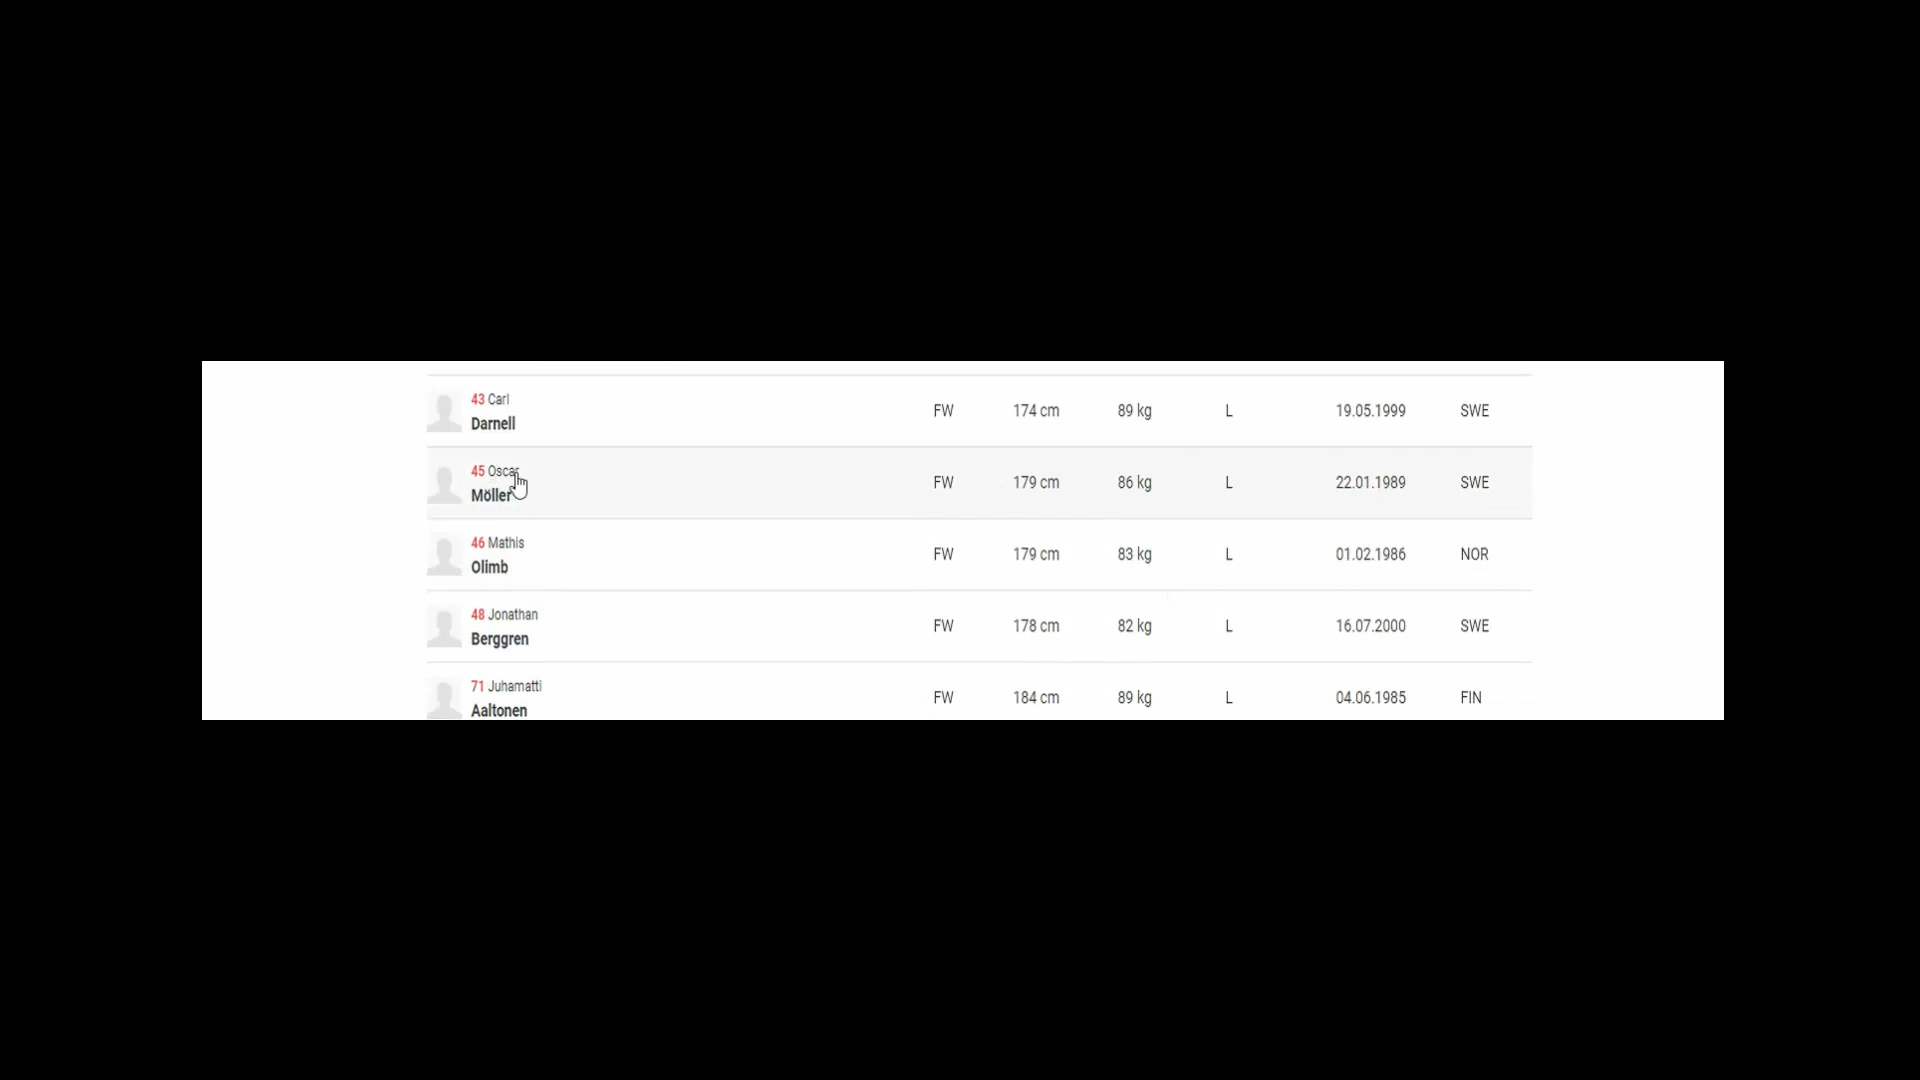 43 Carl
Darnell
FW 174 cm 89 kg L 19.05.1999 SWE
45 Oscar
Möller
FW 179 cm 86 kg L 22.01.1989 SWE
46 Mathis
Olimb
FW 179 cm 83 kg L 01.02.1986 NOR
48 Jonathan
Berggren
FW 178 cm 82 kg L 16.07.2000 SWE
71 Juhamatti
Aaltonen
FW 184 cm 89 kg L 04.06.1985 FIN